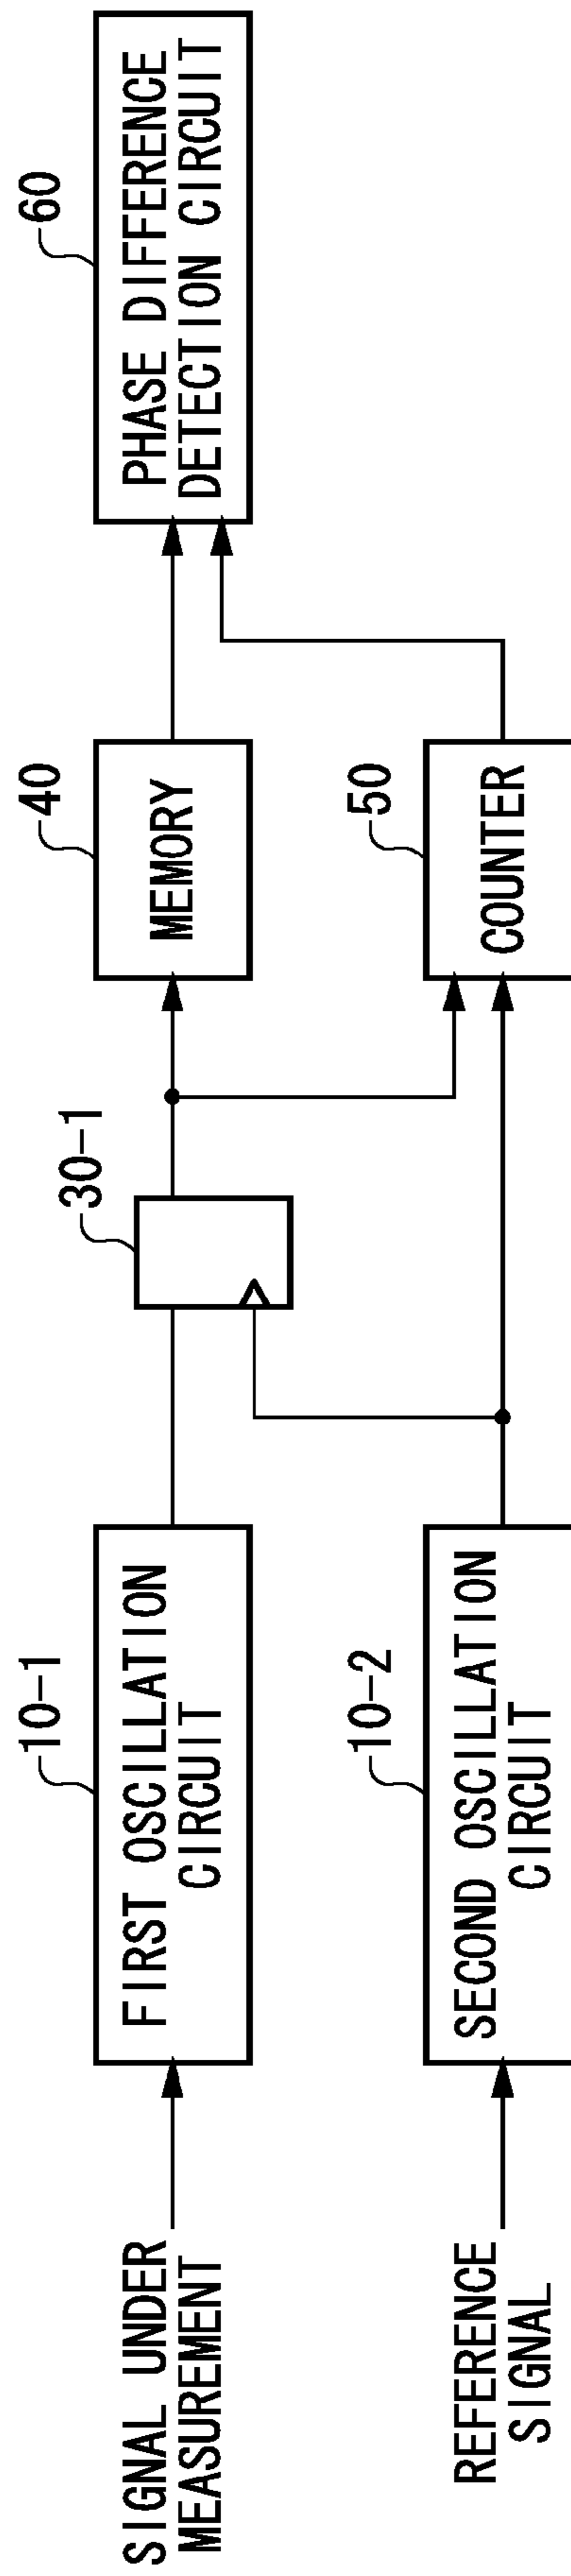 SIGNAL UNDER
MEASUREMENT
10-1
FIRST OSCILLATION
CIRCUIT
30-1
40
MEMORY
60
PHASE DIFFERENCE
DETECTION CIRCUIT
REFERENCE
SIGNAL
10-2
SECOND OSCILLATION
CIRCUIT
50
COUNTER